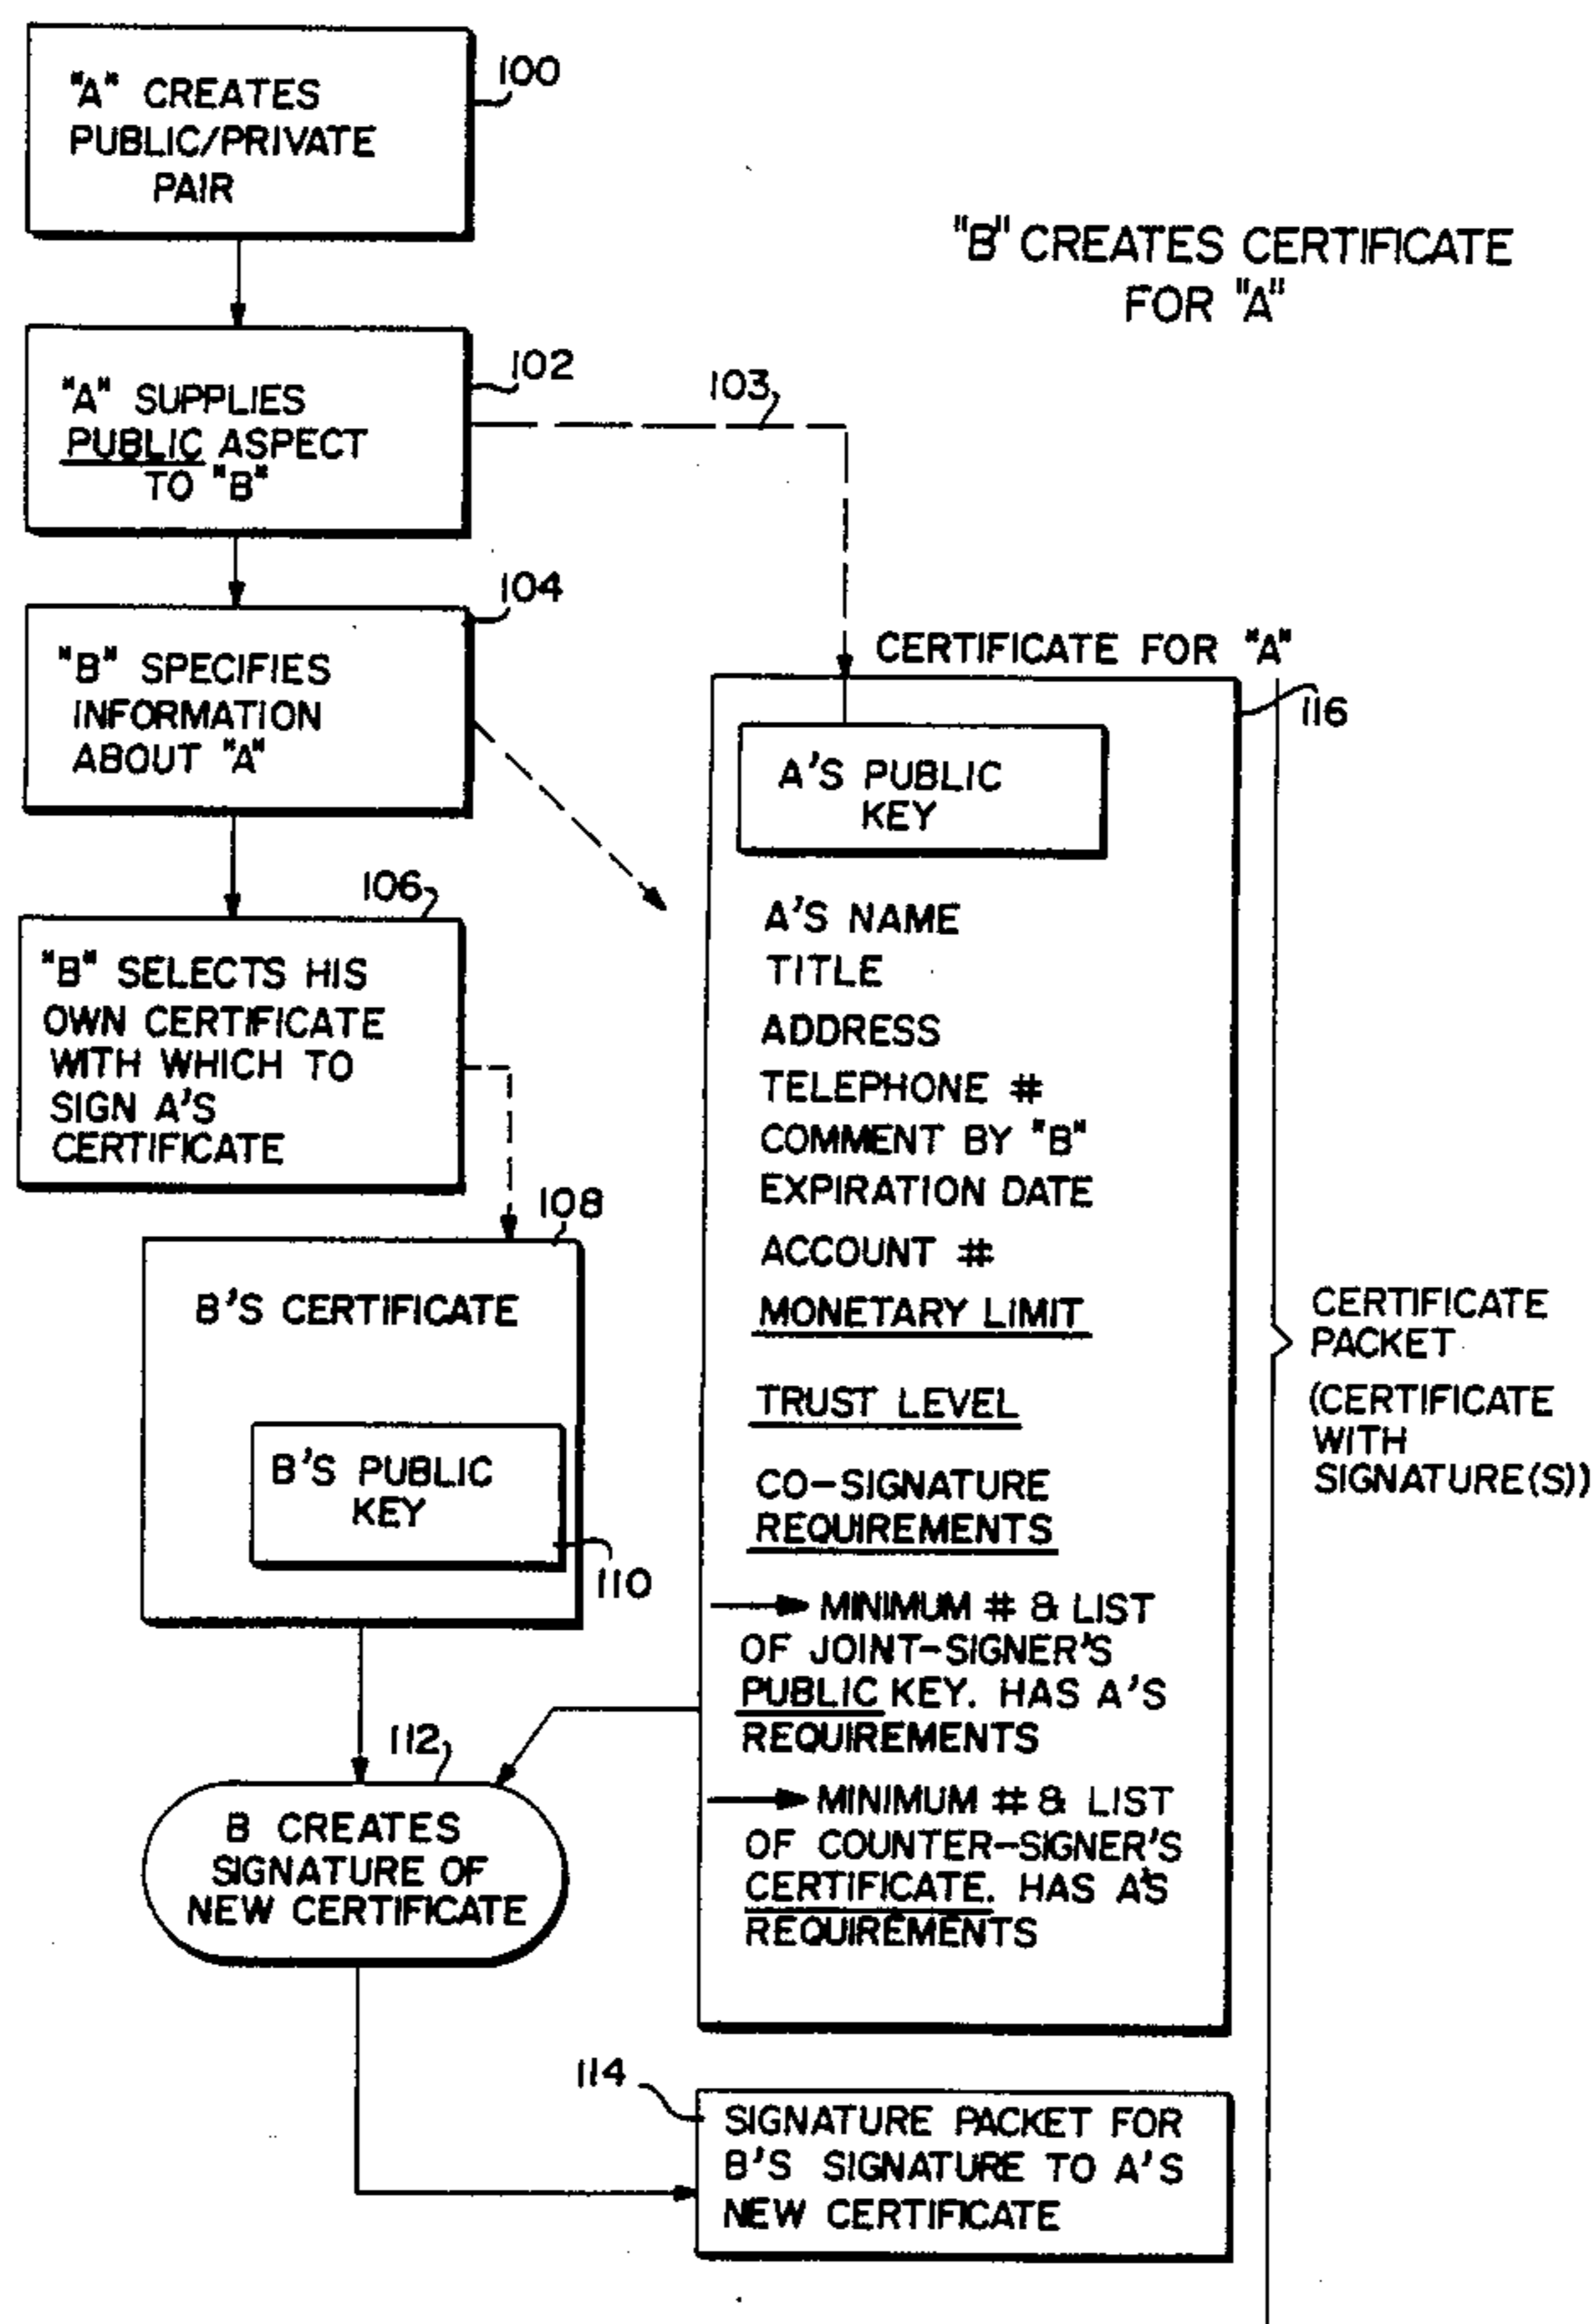 "A" CREATES
PUBLIC/PRIVATE
PAIR
100
"B" CREATES CERTIFICATE
FOR "A"
"A" SUPPLIES
PUBLIC ASPECT
TO "B"
102
103
"B" SPECIFIES
INFORMATION
ABOUT "A"
104
"B" SELECTS HIS
OWN CERTIFICATE
WITH WHICH TO
SIGN A'S
CERTIFICATE
106
B'S CERTIFICATE
108
B'S PUBLIC
KEY
110
B CREATES
SIGNATURE OF
NEW CERTIFICATE
112
CERTIFICATE FOR "A"
116
A'S PUBLIC
KEY
A'S NAME
TITLE
ADDRESS
TELEPHONE #
COMMENT BY "B"
EXPIRATION DATE
ACCOUNT #
MONETARY LIMIT
TRUST LEVEL
CO-SIGNATURE
REQUIREMENTS
MINIMUM # & LIST
OF JOINT-SIGNER'S
PUBLIC KEY. HAS A'S
REQUIREMENTS
MINIMUM # & LIST
OF COUNTER-SIGNER'S
CERTIFICATE. HAS A'S
REQUIREMENTS
CERTIFICATE
PACKET
(CERTIFICATE
WITH
SIGNATURE(S))
114
SIGNATURE PACKET FOR
B'S SIGNATURE TO A'S
NEW CERTIFICATE